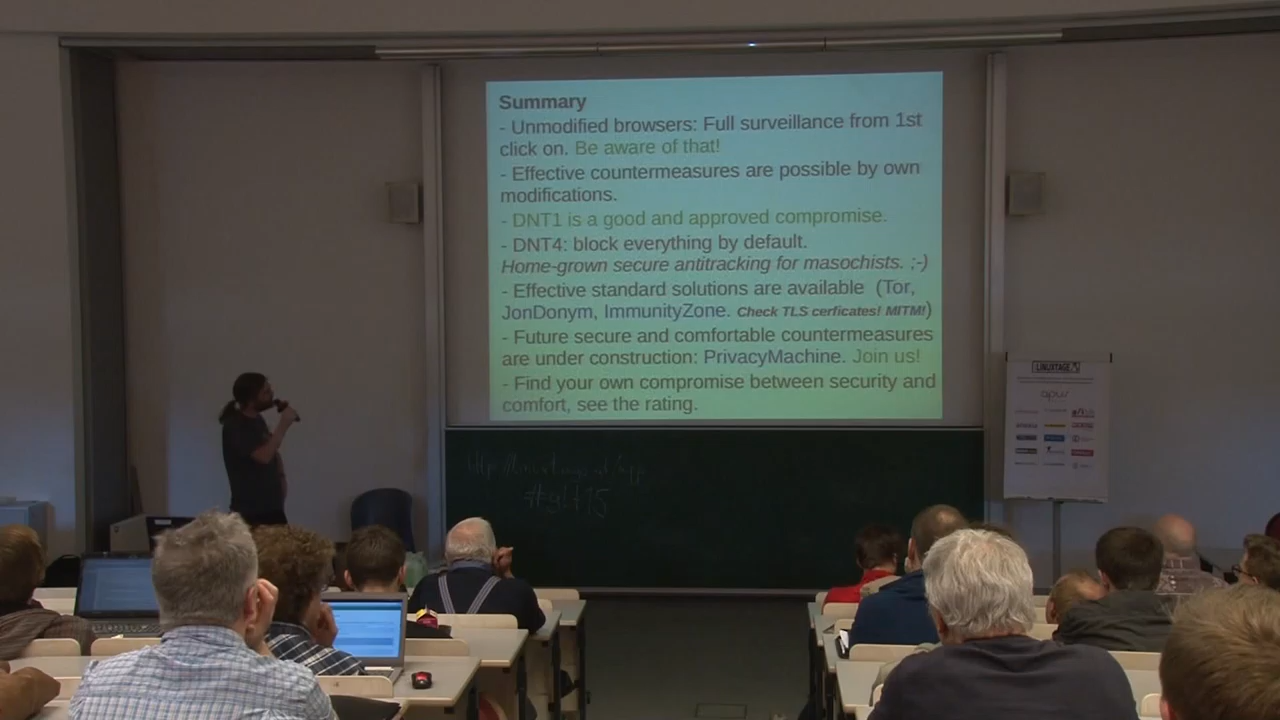 Summary
- Unmodified browsers: Full surveillance from 1st
click on. Be aware of that!
- Effective countermeasures are possible by own
modifications.
- DNT1 is a good and approved compromise.
- DNT4: block everything by default.
Home-grown secure antitracking for masochists. ;-)
- Effective standard solutions are available (Tor,
JonDonym, ImmunityZone. Check TLS cerficates! MITM!)
- Future secure and comfortable countermeasures
are under construction: PrivacyMachine. Join us!
- Find your own compromise between security and
comfort, see the rating.
LINUXTAGE
apus
#glt15